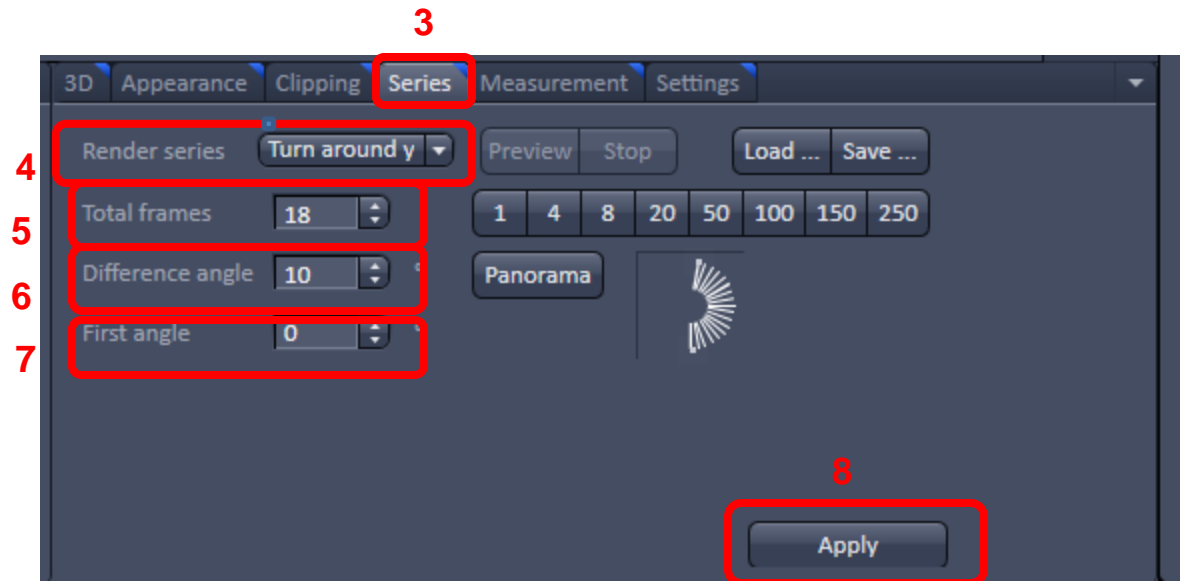 3
3D Appearance Clipping Series Measurement Settings
4 Render series Turn around y Preview Stop Load ... Save ...
5 Total frames 18 1 4 8 20 50 100 150 250
6 Difference angle 10 ° Panorama
7 First angle 0 °
8
Apply